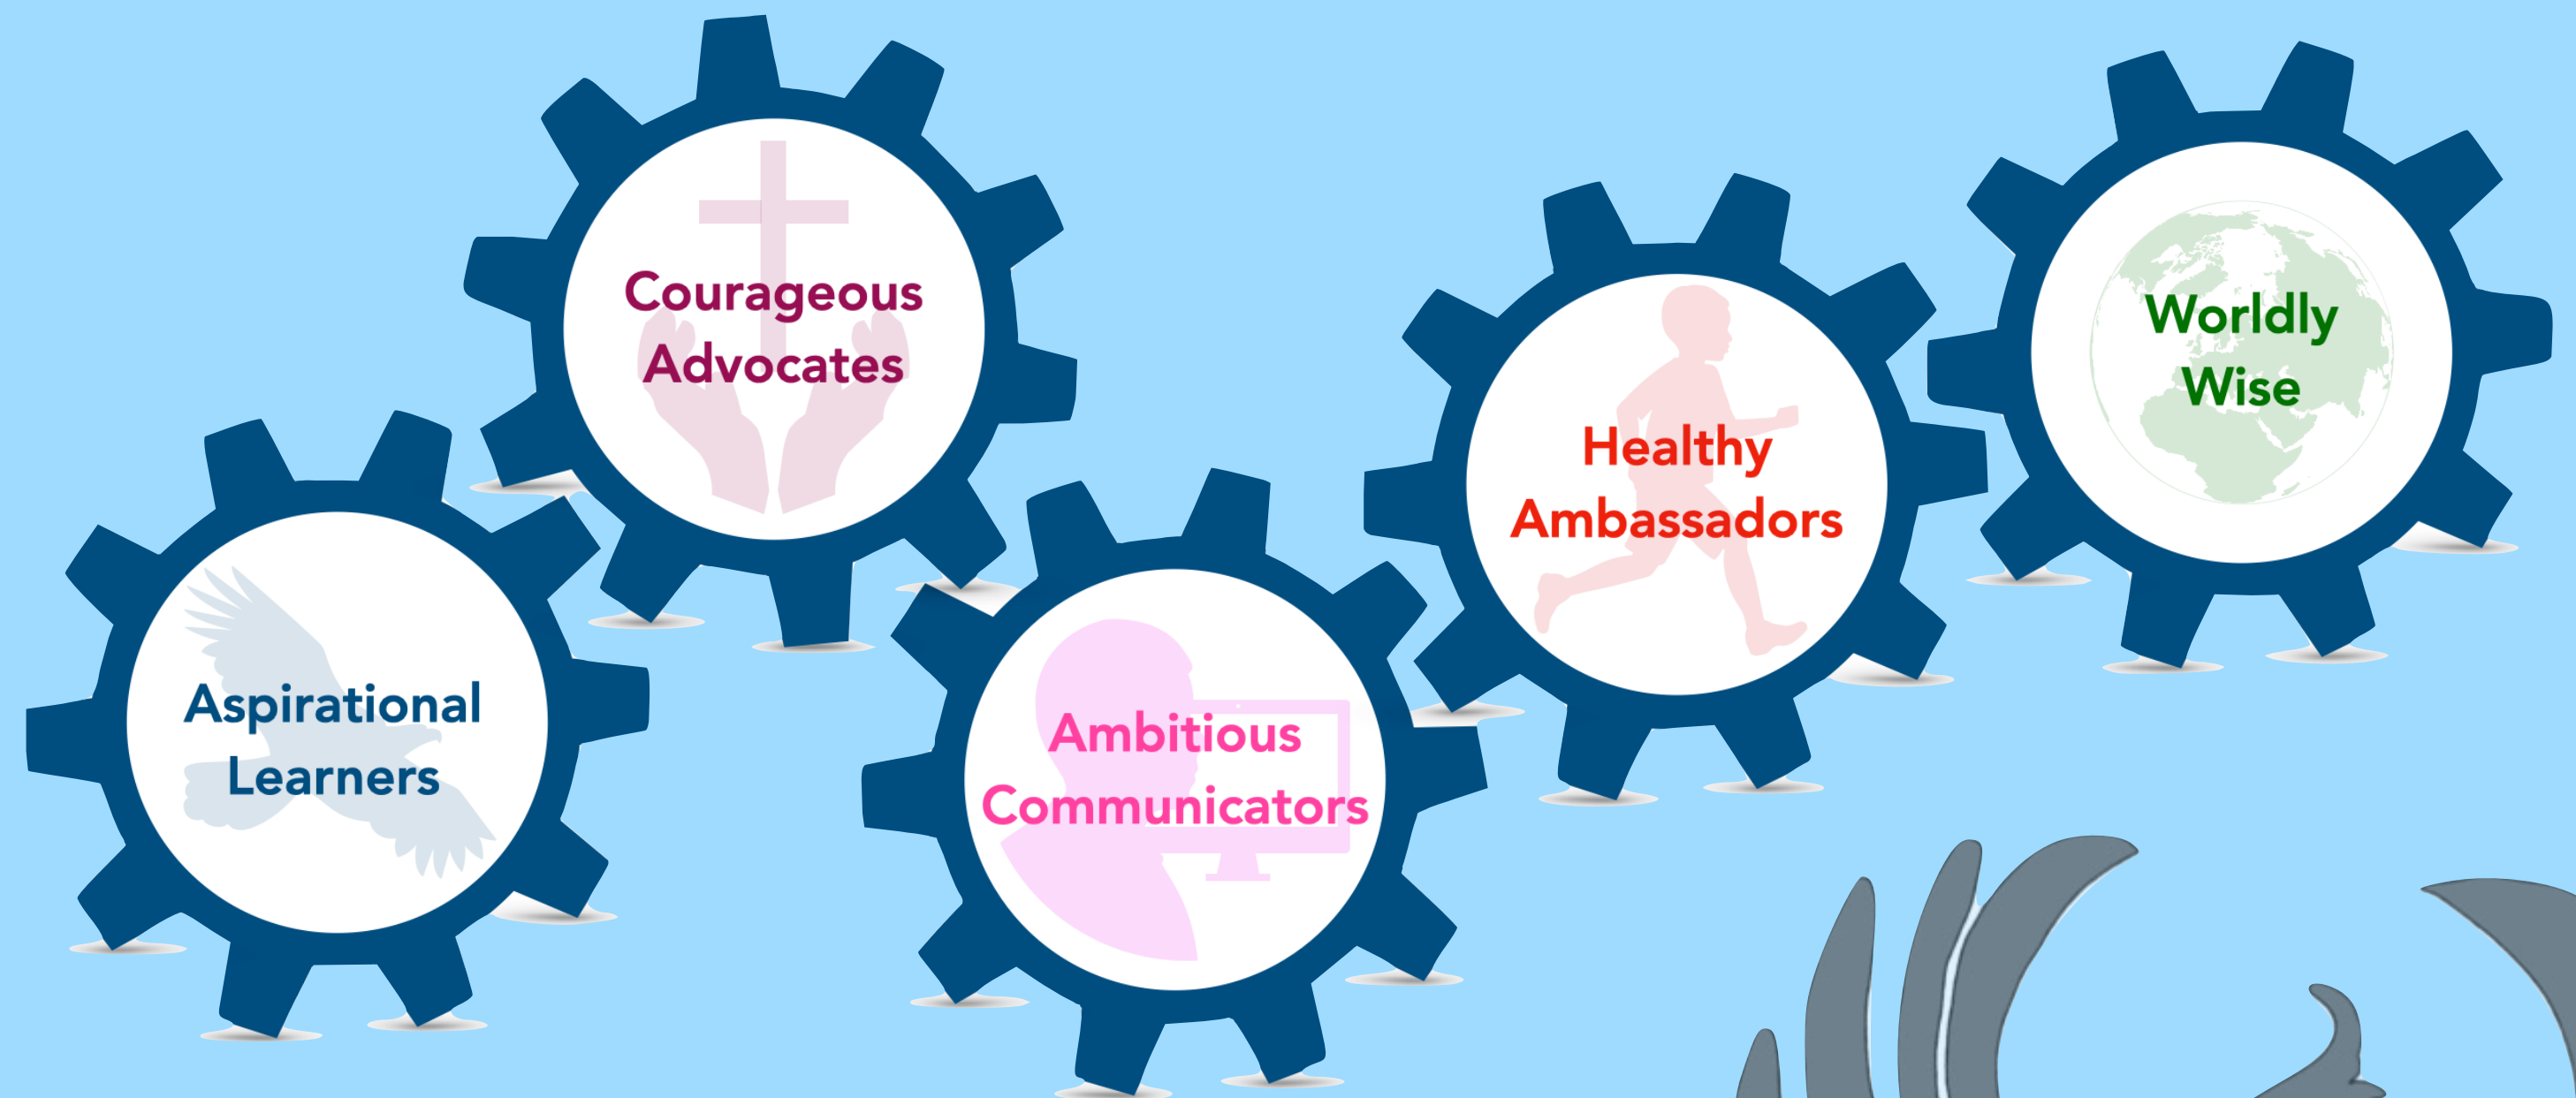 Courageous
Advocates
Worldly
Wise
Healthy
Ambassadors
Aspirational
Learners
Ambitious
Communicators